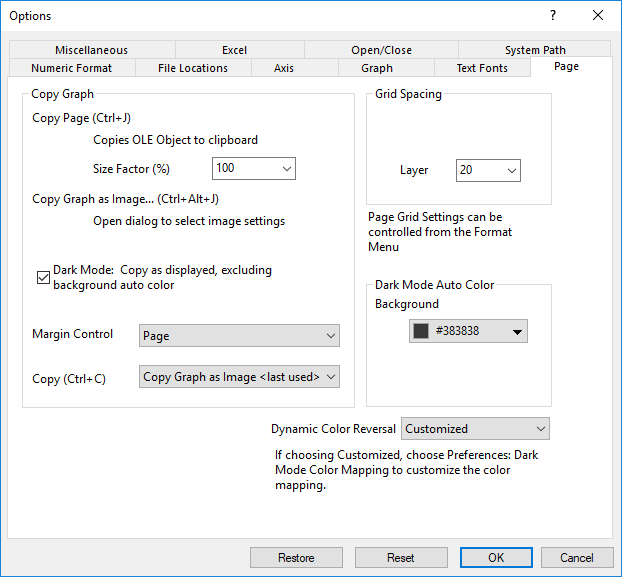 Options
?
Miscellaneous
Excel
Open/Close
System Path
Numeric Format
File Locations
Axis
Graph
Text Fonts
Page
Copy Graph
Copy Page (Ctrl+J)
Copies OLE Object to clipboard
Size Factor (%)
100
Copy Graph as Image... (Ctrl+Alt+J)
Open dialog to select image settings
Dark Mode:  Copy as displayed, excluding
background auto color
Margin Control
Page
Copy (Ctrl+C)
Copy Graph as Image <last used>
Grid Spacing
Layer
20
Page Grid Settings can be
controlled from the Format
Menu
Dark Mode Auto Color
Background
#383838
Dynamic Color Reversal
Customized
If choosing Customized, choose Preferences: Dark
Mode Color Mapping to customize the color
mapping.
Restore
Reset
OK
Cancel